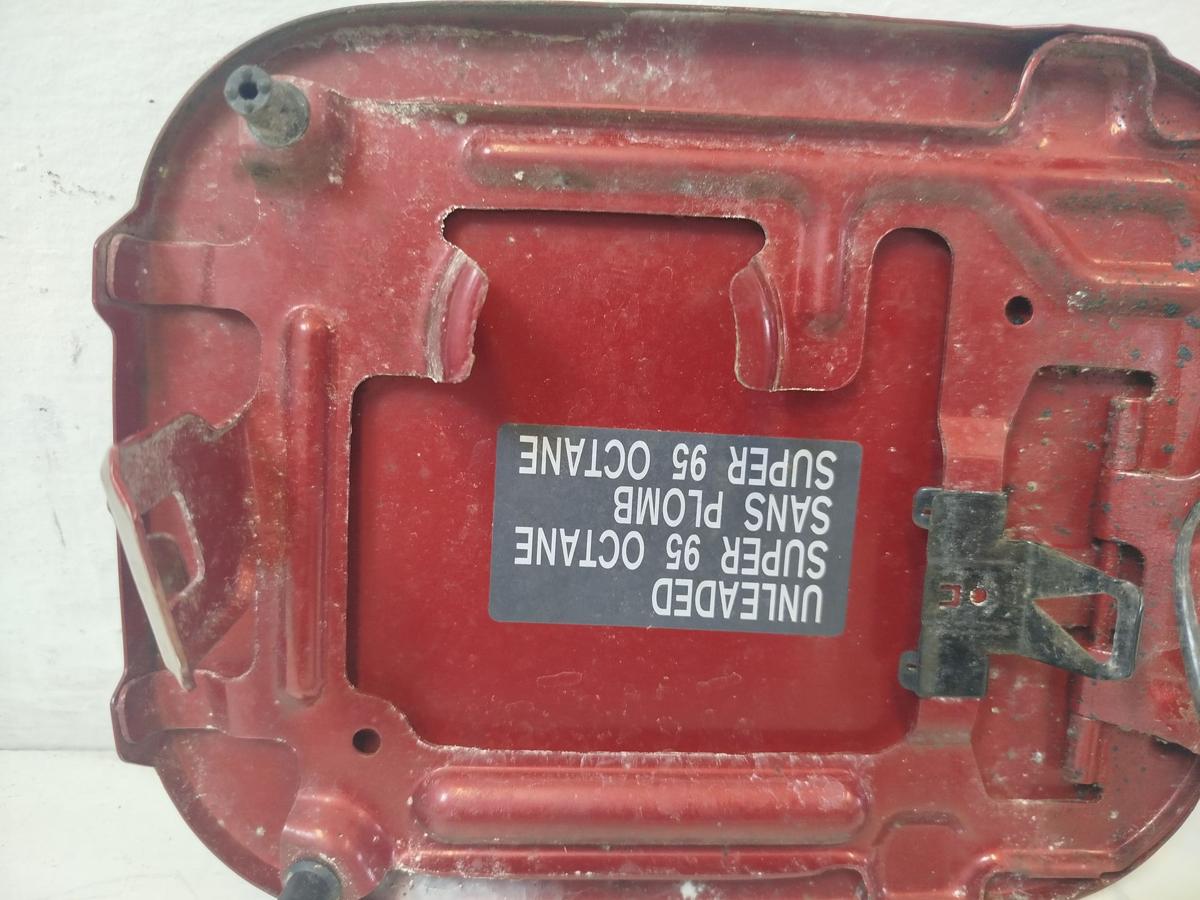 UNLEADED
SUPER 95 OCTANE
SANS PLOMB
SUPER 95 OCTANE